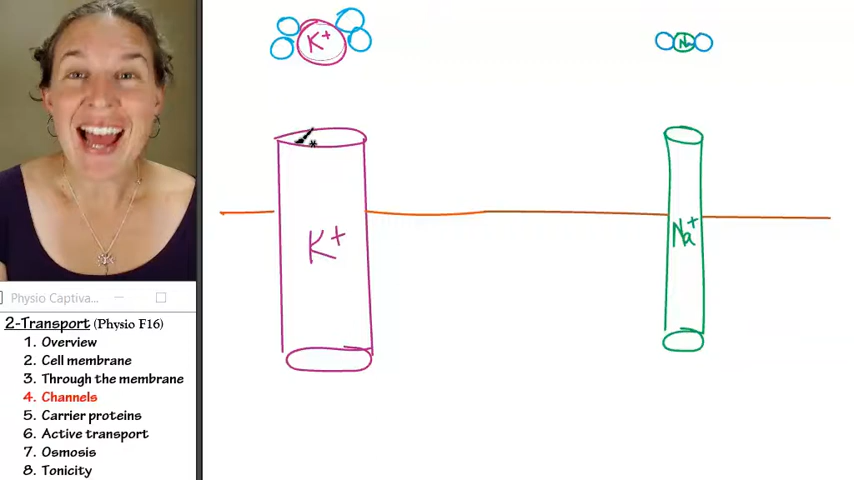 K+
Na
K+
Na+
Physio Captiva...
2-Transport (Physio F16)
1. Overview
2. Cell membrane
3. Through the membrane
4. Channels
5. Carrier proteins
6. Active transport
7. Osmosis
8. Tonicity